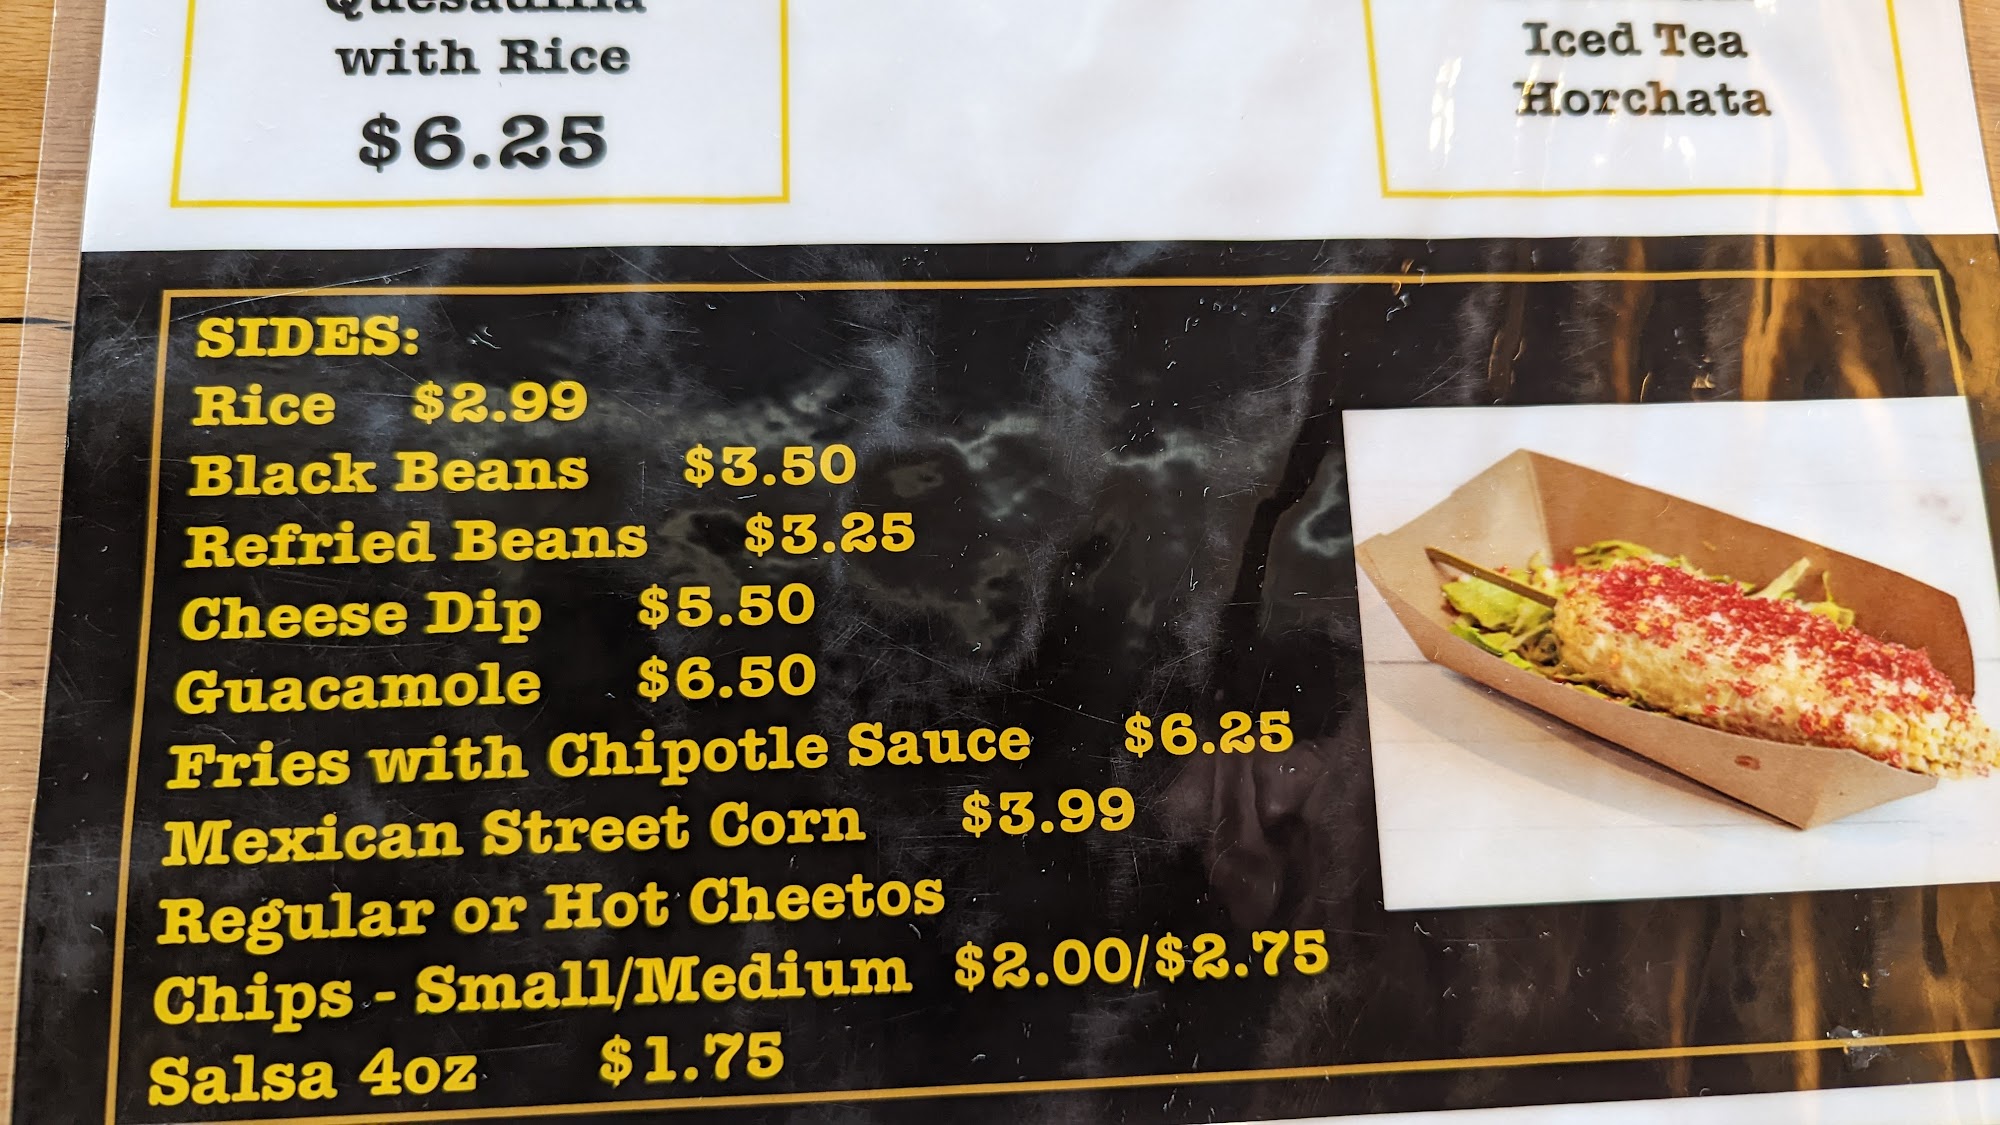 Quesadilla
with Rice
$6.25
Iced Tea
Horchata
SIDES:
Rice $2.99
Black Beans $3.50
Refried Beans $3.25
Cheese Dip $5.50
Guacamole $6.50
Fries with Chipotle Sauce $6.25
Mexican Street Corn $3.99
Regular or Hot Cheetos
Chips - Small/Medium $2.00/$2.75
Salsa 4oz $1.75